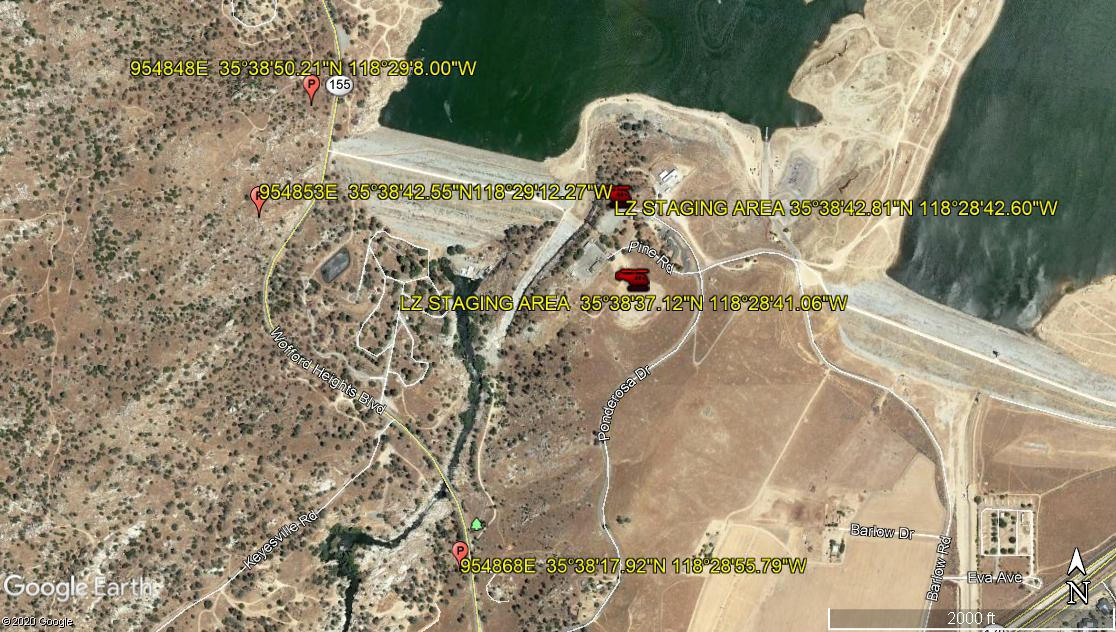 954848E 35°38'50.21"N 118°29'8.00"W
P
155
P
954853E 35°38'42.55"N118°29'12.27"W
LZ STAGING AREA 35°38'42.81"N 118°28'42.60"W
Pine Rd
LZ STAGING AREA 35°38'37.12"N 118°28'41.06"W
Wofford Heights Blvd
Ponderosa Dr
Keyesville Rd
Barlow Dr
Barlow Rd
P
954868E 35°38'17.92"N 118°28'55.79"W
Eva Ave
N
Google Earth
2000 ft
©2020 Google